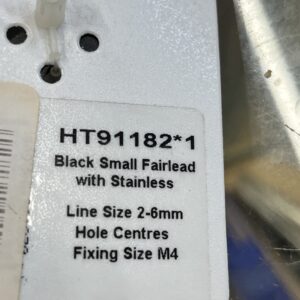 HT91182*1
Black Small Fairlead
with Stainless
Line Size 2-6mm
Hole Centres
Fixing Size M4